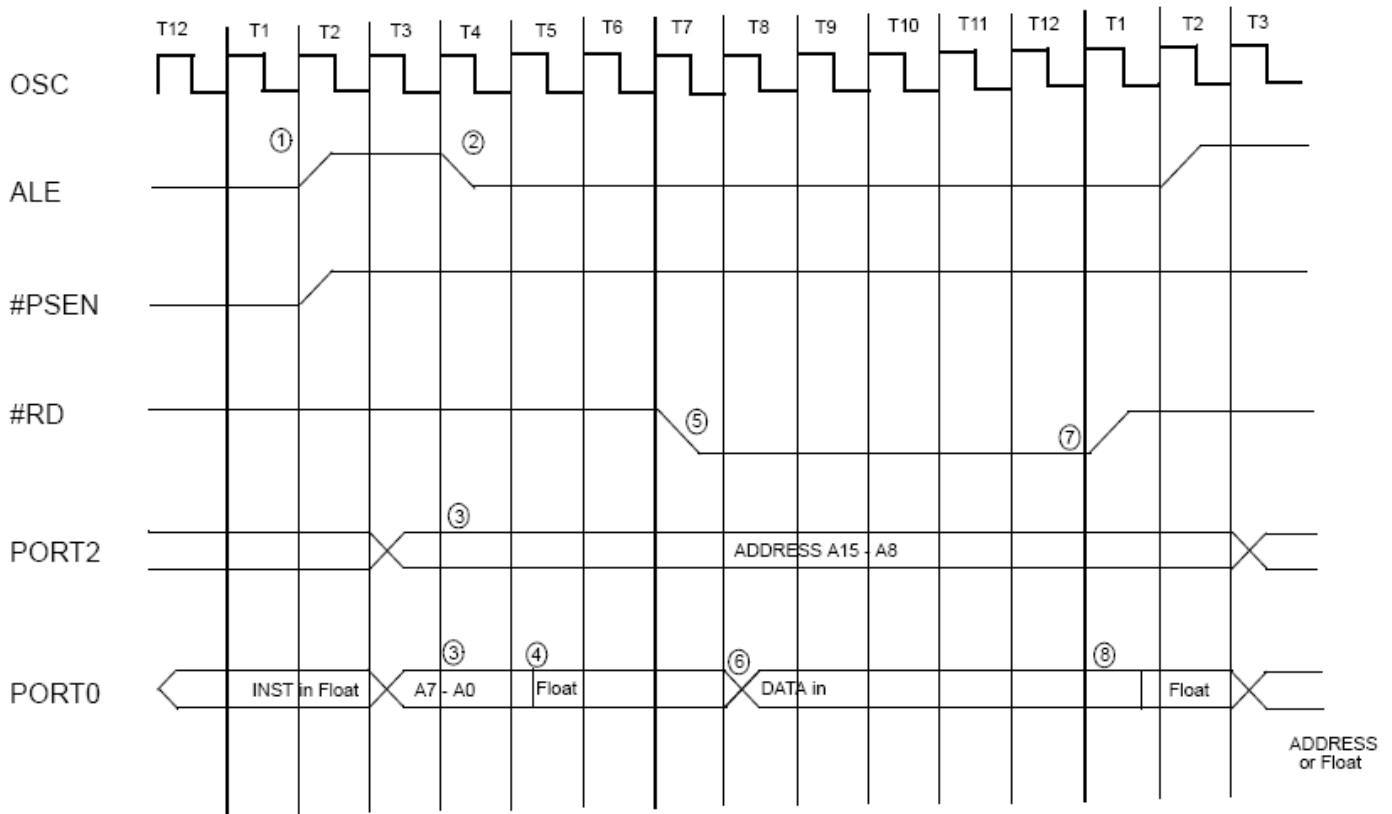 T12 T1 T2 T3 T4 T5 T6 T7 T8 T9 T10 T11 T12 T1 T2 T3
OSC
① ②
ALE
#PSEN
#RD
⑤ ⑦
③
PORT2 ADDRESS A15 - A8
③ ④ ⑥ ⑧
PORT0 INST in Float A7 - A0 Float DATA in Float
ADDRESS
or Float